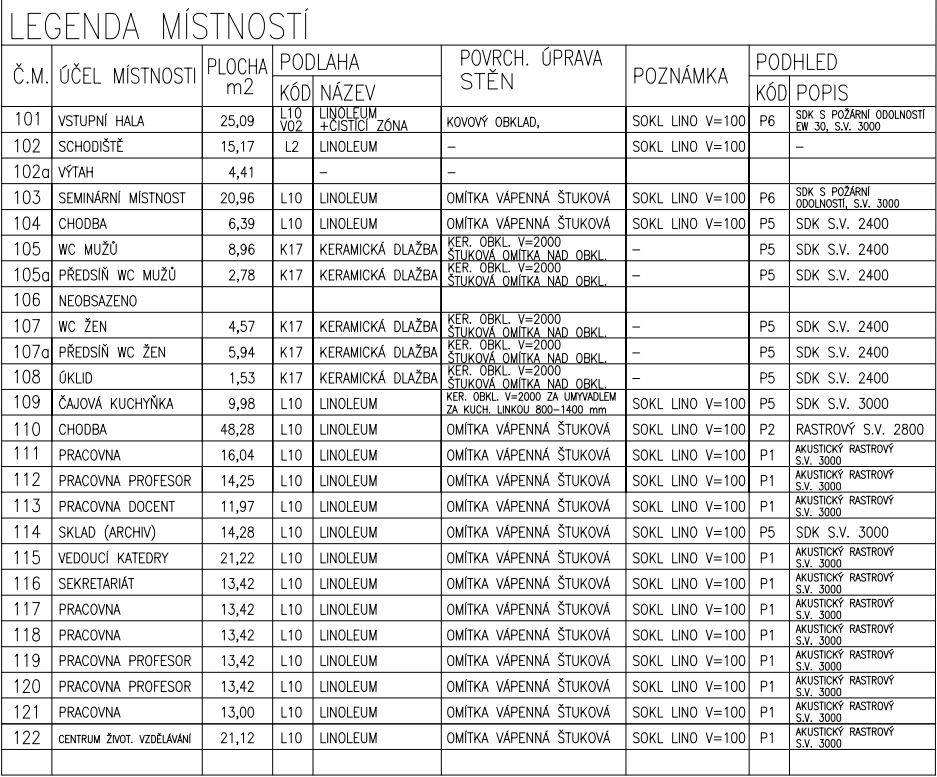 LEGENDA MÍSTNOSTÍ
Č.M. ÚČEL MÍSTNOSTI PLOCHA m2 PODLAHA POVRCH. ÚPRAVA STĚN POZNÁMKA PODHLED
KÓD NÁZEV KÓD POPIS
101 VSTUPNÍ HALA 25,09 L10 V02 LINOLEUM +ČISTÍCÍ ZÓNA KOVOVÝ OBKLAD, SOKL LINO V=100 P6 SDK S POŽÁRNÍ ODOLNOSTÍ EW 30, S.V. 3000
102 SCHODIŠTĚ 15,17 L2 LINOLEUM – SOKL LINO V=100 –
102a VÝTAH 4,41 – –
103 SEMINÁRNÍ MÍSTNOST 20,96 L10 LINOLEUM OMÍTKA VÁPENNÁ ŠTUKOVÁ SOKL LINO V=100 P6 SDK S POŽÁRNÍ ODOLNOSTÍ, S.V. 3000
104 CHODBA 6,39 L10 LINOLEUM OMÍTKA VÁPENNÁ ŠTUKOVÁ SOKL LINO V=100 P5 SDK S.V. 2400
105 WC MUŽŮ 8,96 K17 KERAMICKÁ DLAŽBA KER. OBKL. V=2000 ŠTUKOVÁ OMÍTKA NAD OBKL. – P5 SDK S.V. 2400
105a PŘEDSÍŇ WC MUŽŮ 2,78 K17 KERAMICKÁ DLAŽBA KER. OBKL. V=2000 ŠTUKOVÁ OMÍTKA NAD OBKL. – P5 SDK S.V. 2400
106 NEOBSAZENO
107 WC ŽEN 4,57 K17 KERAMICKÁ DLAŽBA KER. OBKL. V=2000 ŠTUKOVÁ OMÍTKA NAD OBKL. – P5 SDK S.V. 2400
107a PŘEDSÍŇ WC ŽEN 5,94 K17 KERAMICKÁ DLAŽBA KER. OBKL. V=2000 ŠTUKOVÁ OMÍTKA NAD OBKL. – P5 SDK S.V. 2400
108 ÚKLID 1,53 K17 KERAMICKÁ DLAŽBA KER. OBKL. V=2000 ŠTUKOVÁ OMÍTKA NAD OBKL. – P5 SDK S.V. 2400
109 ČAJOVÁ KUCHYŇKA 9,98 L10 LINOLEUM KER. OBKL. V=2000 ZA UMYVADLEM ZA KUCH. LINKOU 800–1400 mm SOKL LINO V=100 P5 SDK S.V. 3000
110 CHODBA 48,28 L10 LINOLEUM OMÍTKA VÁPENNÁ ŠTUKOVÁ SOKL LINO V=100 P2 RASTROVÝ S.V. 2800
111 PRACOVNA 16,04 L10 LINOLEUM OMÍTKA VÁPENNÁ ŠTUKOVÁ SOKL LINO V=100 P1 AKUSTICKÝ RASTROVÝ S.V. 3000
112 PRACOVNA PROFESOR 14,25 L10 LINOLEUM OMÍTKA VÁPENNÁ ŠTUKOVÁ SOKL LINO V=100 P1 AKUSTICKÝ RASTROVÝ S.V. 3000
113 PRACOVNA DOCENT 11,97 L10 LINOLEUM OMÍTKA VÁPENNÁ ŠTUKOVÁ SOKL LINO V=100 P1 AKUSTICKÝ RASTROVÝ S.V. 3000
114 SKLAD (ARCHIV) 14,28 L10 LINOLEUM OMÍTKA VÁPENNÁ ŠTUKOVÁ SOKL LINO V=100 P5 SDK S.V. 3000
115 VEDOUCÍ KATEDRY 21,22 L10 LINOLEUM OMÍTKA VÁPENNÁ ŠTUKOVÁ SOKL LINO V=100 P1 AKUSTICKÝ RASTROVÝ S.V. 3000
116 SEKRETARIÁT 13,42 L10 LINOLEUM OMÍTKA VÁPENNÁ ŠTUKOVÁ SOKL LINO V=100 P1 AKUSTICKÝ RASTROVÝ S.V. 3000
117 PRACOVNA 13,42 L10 LINOLEUM OMÍTKA VÁPENNÁ ŠTUKOVÁ SOKL LINO V=100 P1 AKUSTICKÝ RASTROVÝ S.V. 3000
118 PRACOVNA 13,42 L10 LINOLEUM OMÍTKA VÁPENNÁ ŠTUKOVÁ SOKL LINO V=100 P1 AKUSTICKÝ RASTROVÝ S.V. 3000
119 PRACOVNA PROFESOR 13,42 L10 LINOLEUM OMÍTKA VÁPENNÁ ŠTUKOVÁ SOKL LINO V=100 P1 AKUSTICKÝ RASTROVÝ S.V. 3000
120 PRACOVNA PROFESOR 13,42 L10 LINOLEUM OMÍTKA VÁPENNÁ ŠTUKOVÁ SOKL LINO V=100 P1 AKUSTICKÝ RASTROVÝ S.V. 3000
121 PRACOVNA 13,00 L10 LINOLEUM OMÍTKA VÁPENNÁ ŠTUKOVÁ SOKL LINO V=100 P1 AKUSTICKÝ RASTROVÝ S.V. 3000
122 CENTRUM ŽIVOT. VZDĚLÁVÁNÍ 21,12 L10 LINOLEUM OMÍTKA VÁPENNÁ ŠTUKOVÁ SOKL LINO V=100 P1 AKUSTICKÝ RASTROVÝ S.V. 3000